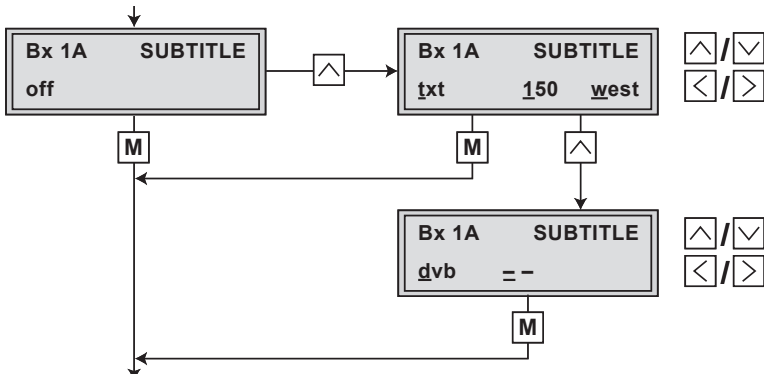 Bx 1A SUBTITLE
off
Bx 1A SUBTITLE
txt 150 west
/
/
M
M
Bx 1A SUBTITLE
dvb – –
/
/
M